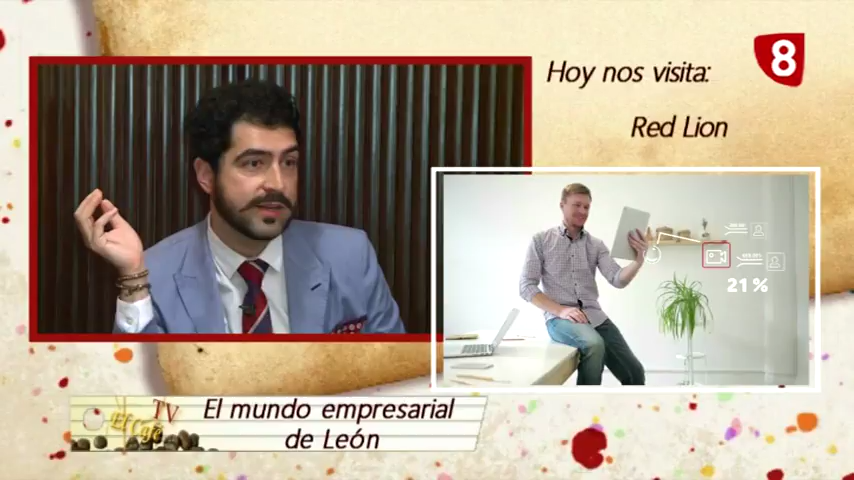 8
Hoy nos visita:
Red Lion
21 %
TV
El Café
El mundo empresarial
de León